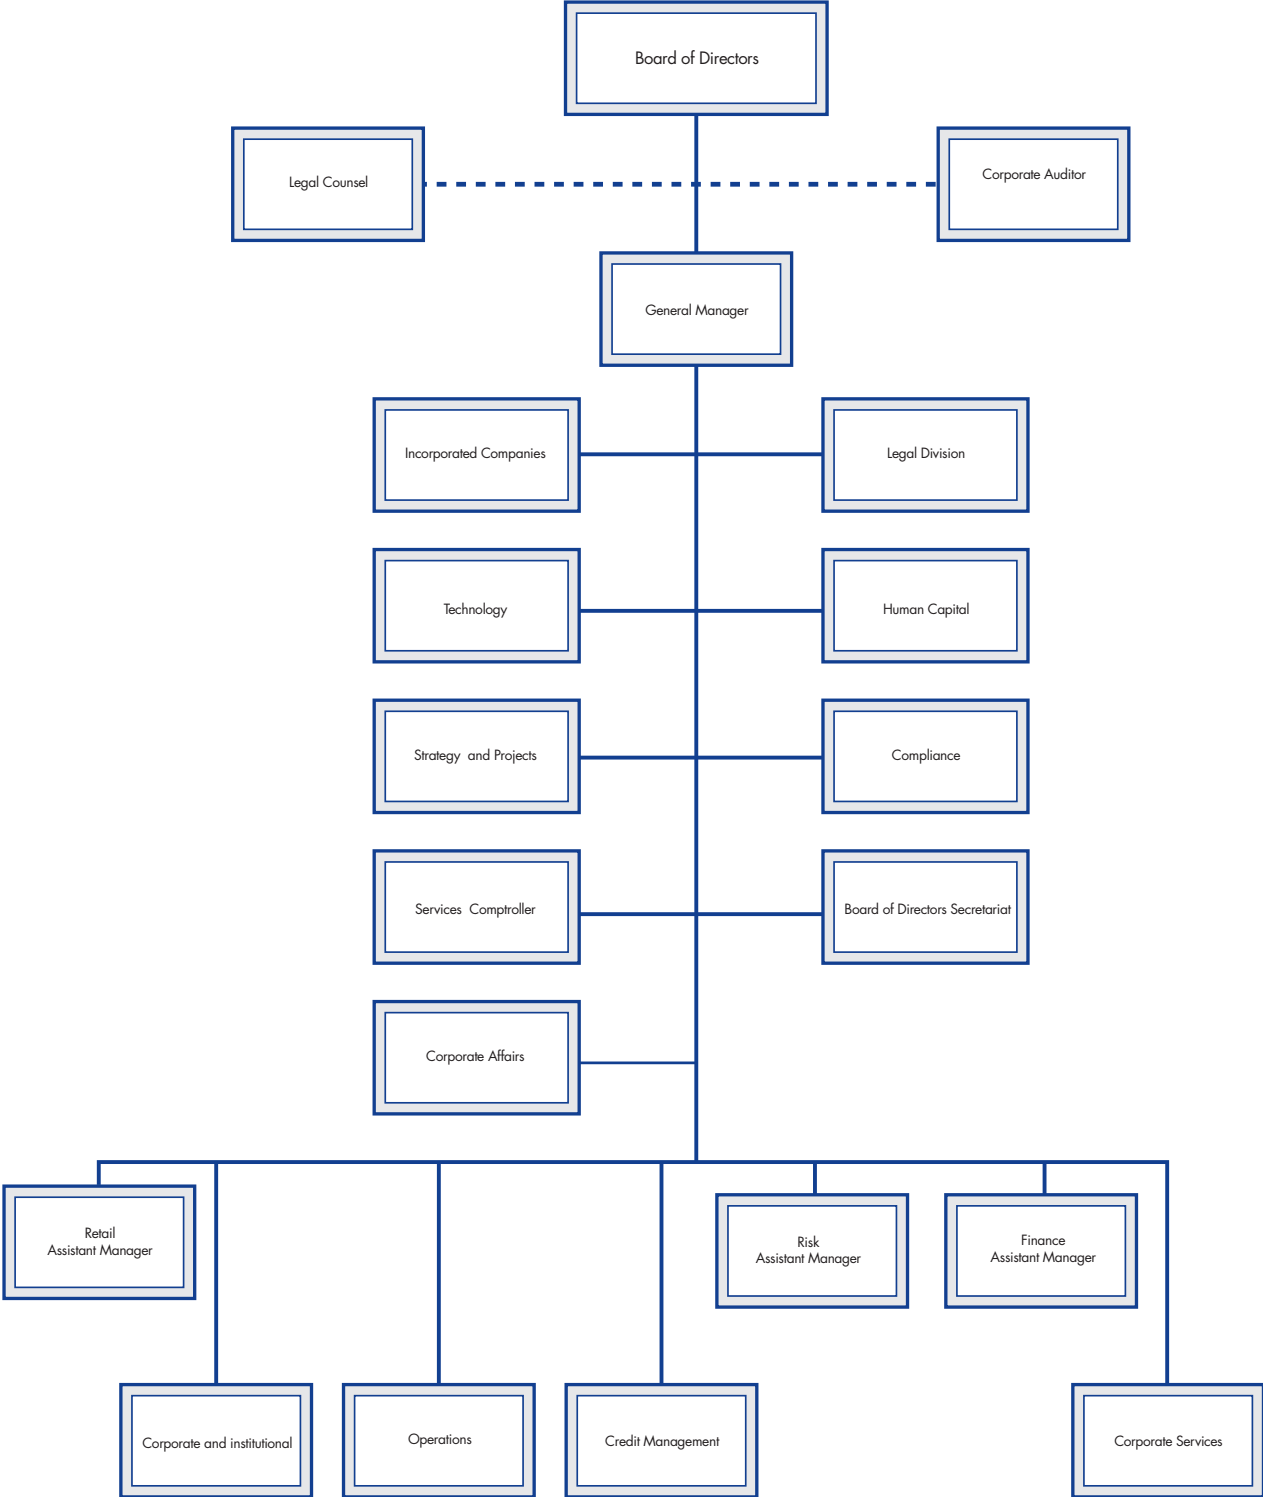 Board of Directors
Legal Counsel
Corporate Auditor
General Manager
Incorporated Companies
Legal Division
Technology
Human Capital
Strategy and Projects
Compliance
Services Comptroller
Board of Directors Secretariat
Corporate Affairs
Retail
Assistant Manager
Risk
Assistant Manager
Finance
Assistant Manager
Corporate and institutional
Operations
Credit Management
Corporate Services